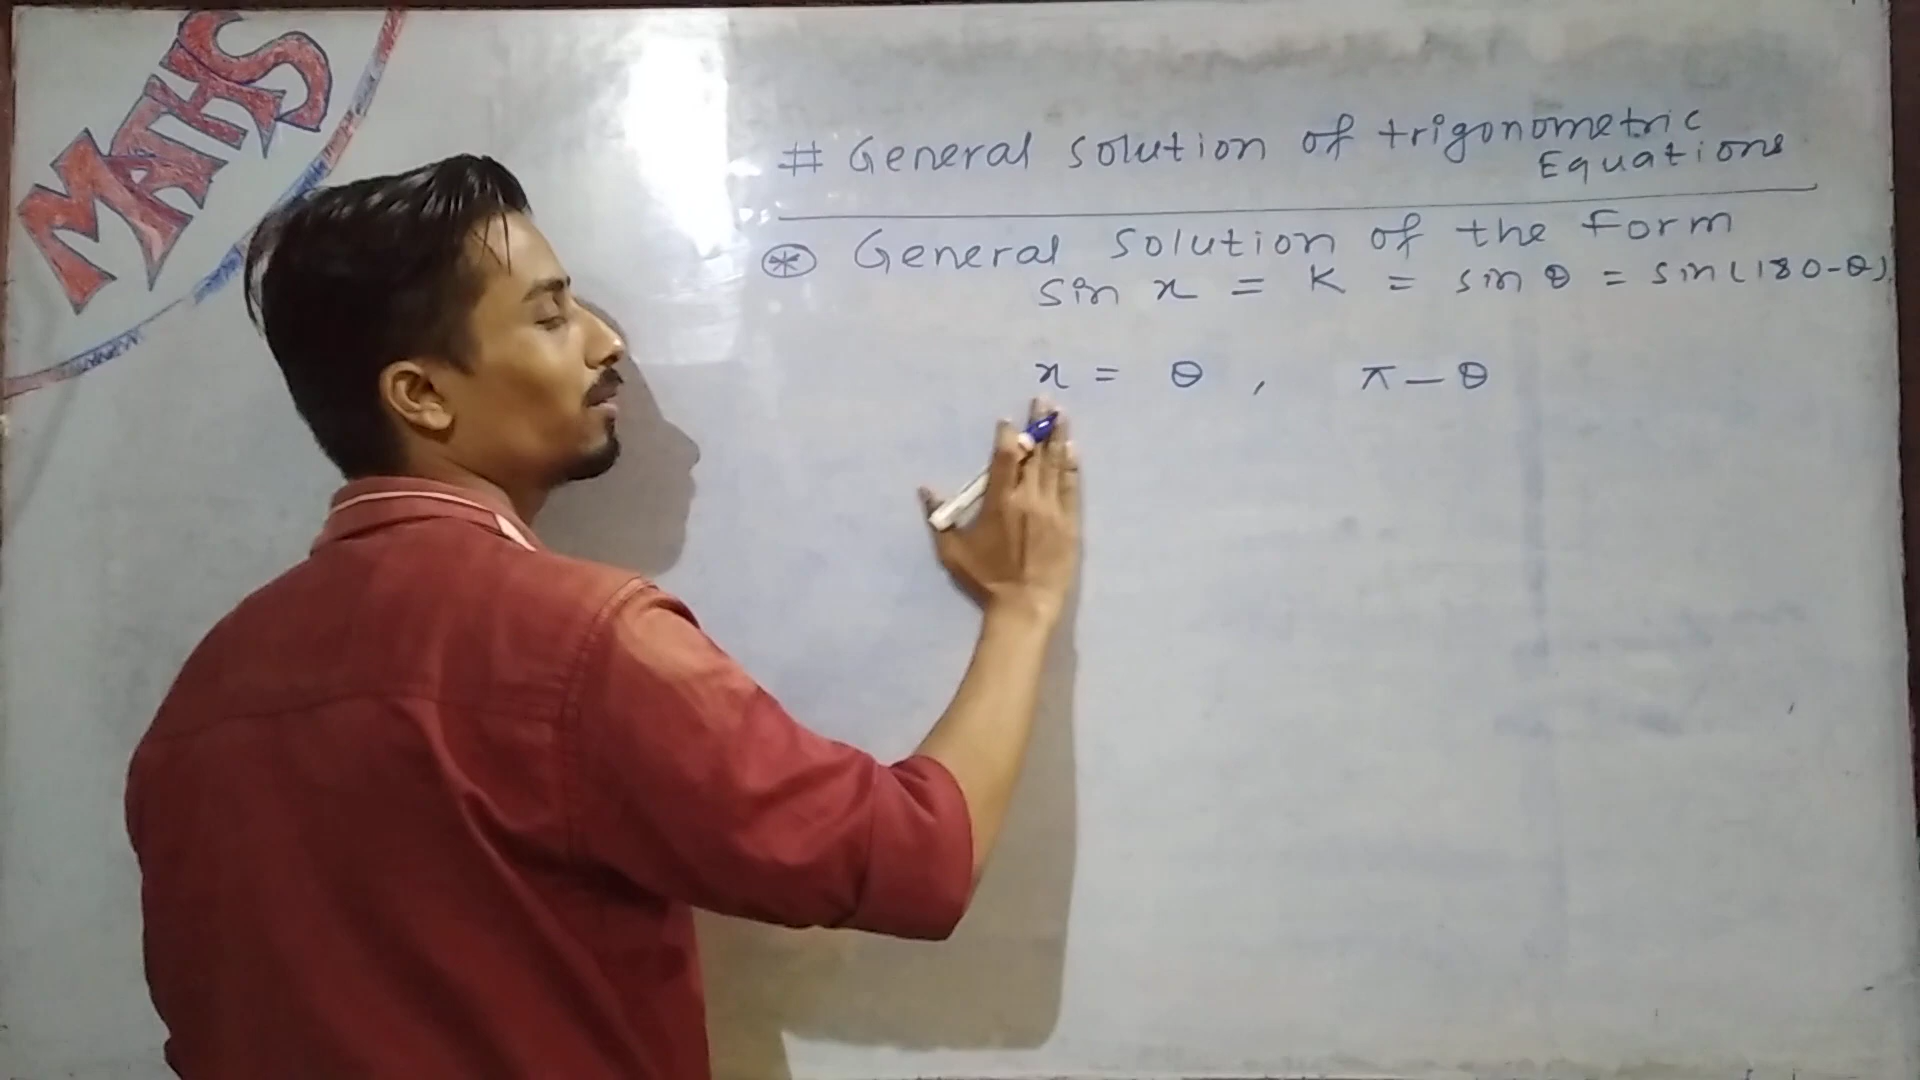 MATHS
# General solution of trigonometric
Equations
⊛ General solution of the form
sin x = K = sin θ = sin(180-θ)
x = θ , π - θ